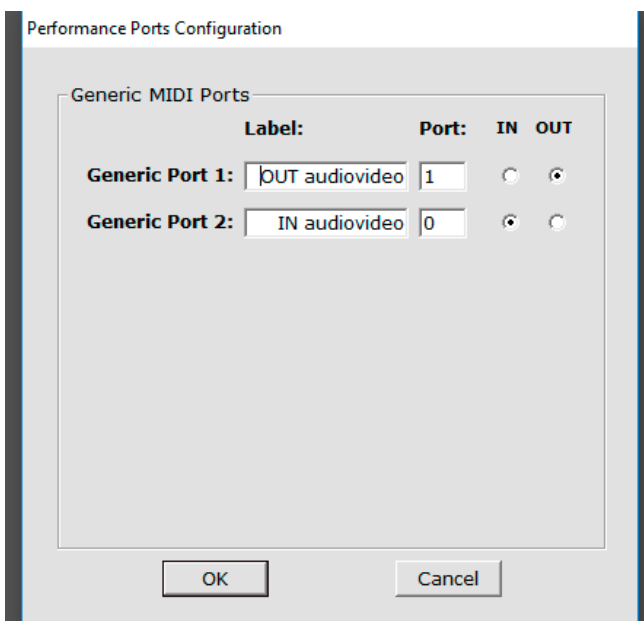 Performance Ports Configuration
Generic MIDI Ports
Label: Port: IN OUT
Generic Port 1: OUT audiovideo 1
Generic Port 2: IN audiovideo 0
OK Cancel